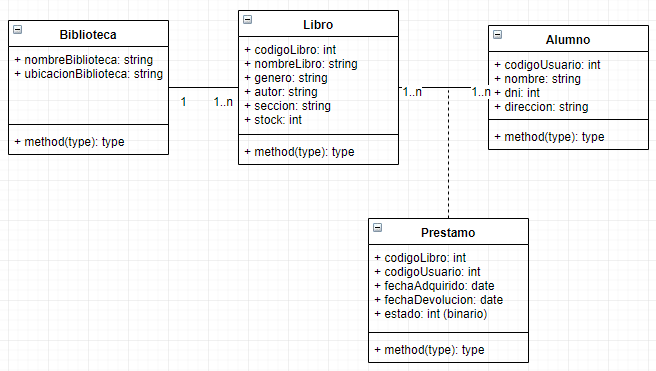 Biblioteca
+ nombreBiblioteca: string
+ ubicacionBiblioteca: string
+ method(type): type
1
1..n
Libro
+ codigoLibro: int
+ nombreLibro: string
+ genero: string
+ autor: string
+ seccion: string
+ stock: int
+ method(type): type
1..n
1..n
Alumno
+ codigoUsuario: int
+ nombre: string
+ dni: int
+ direccion: string
+ method(type): type
Prestamo
+ codigoLibro: int
+ codigoUsuario: int
+ fechaAdquirido: date
+ fechaDevolucion: date
+ estado: int (binario)
+ method(type): type